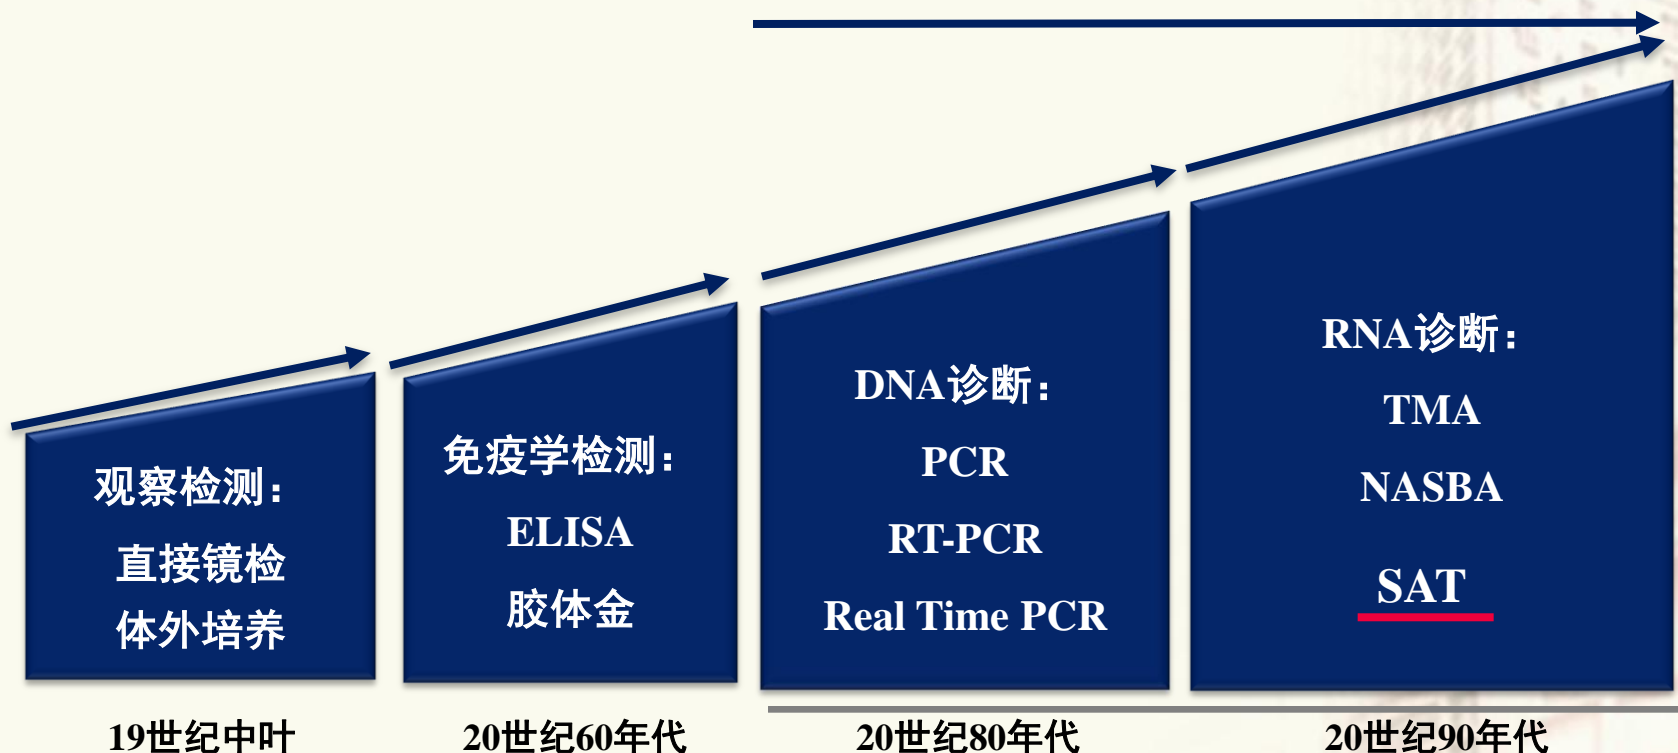 观察检测：
直接镜检
体外培养
19世纪中叶
免疫学检测：
ELISA
胶体金
20世纪60年代
DNA诊断：
PCR
RT-PCR
Real Time PCR
20世纪80年代
RNA诊断：
TMA
NASBA
SAT
20世纪90年代